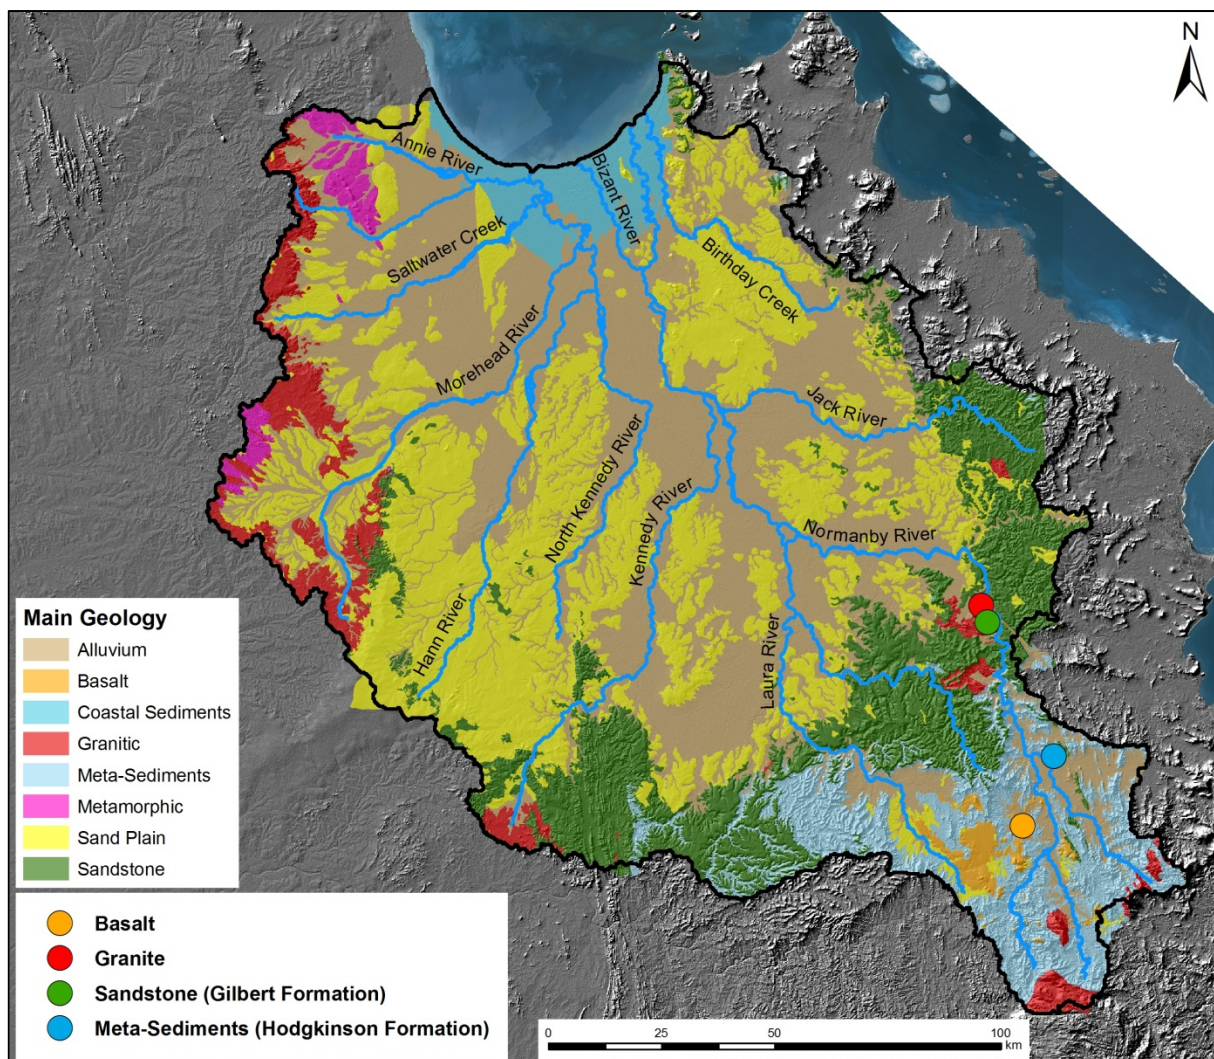 N
Annie River
Bizant River
Saltwater Creek
Birthday Creek
Morehead River
Jack River
North Kennedy River
Kennedy River
Normanby River
Hann River
Laura River
Main Geology
Alluvium
Basalt
Coastal Sediments
Granitic
Meta-Sediments
Metamorphic
Sand Plain
Sandstone
Basalt
Granite
Sandstone (Gilbert Formation)
Meta-Sediments (Hodgkinson Formation)
0 25 50 100
km